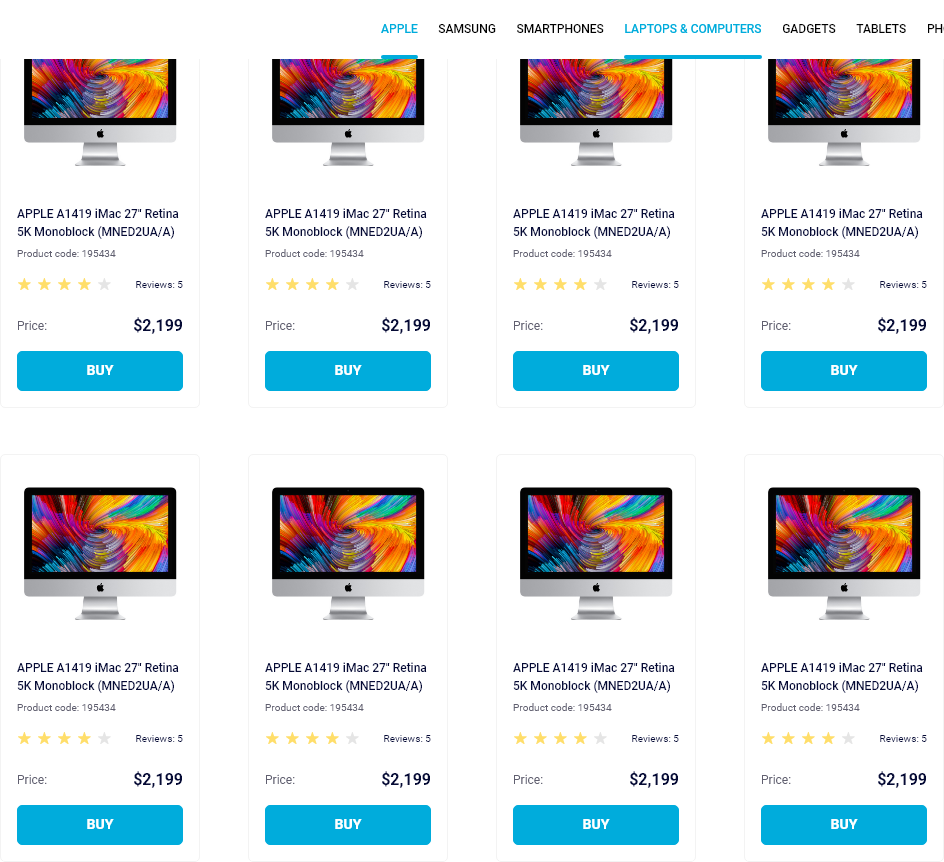 APPLE SAMSUNG SMARTPHONES LAPTOPS & COMPUTERS GADGETS TABLETS
APPLE A1419 iMac 27" Retina
5K Monoblock (MNED2UA/A)
Product code: 195434
Reviews: 5
Price: $2,199
BUY
APPLE A1419 iMac 27" Retina
5K Monoblock (MNED2UA/A)
Product code: 195434
Reviews: 5
Price: $2,199
BUY
APPLE A1419 iMac 27" Retina
5K Monoblock (MNED2UA/A)
Product code: 195434
Reviews: 5
Price: $2,199
BUY
APPLE A1419 iMac 27" Retina
5K Monoblock (MNED2UA/A)
Product code: 195434
Reviews: 5
Price: $2,199
BUY
APPLE A1419 iMac 27" Retina
5K Monoblock (MNED2UA/A)
Product code: 195434
Reviews: 5
Price: $2,199
BUY
APPLE A1419 iMac 27" Retina
5K Monoblock (MNED2UA/A)
Product code: 195434
Reviews: 5
Price: $2,199
BUY
APPLE A1419 iMac 27" Retina
5K Monoblock (MNED2UA/A)
Product code: 195434
Reviews: 5
Price: $2,199
BUY
APPLE A1419 iMac 27" Retina
5K Monoblock (MNED2UA/A)
Product code: 195434
Reviews: 5
Price: $2,199
BUY